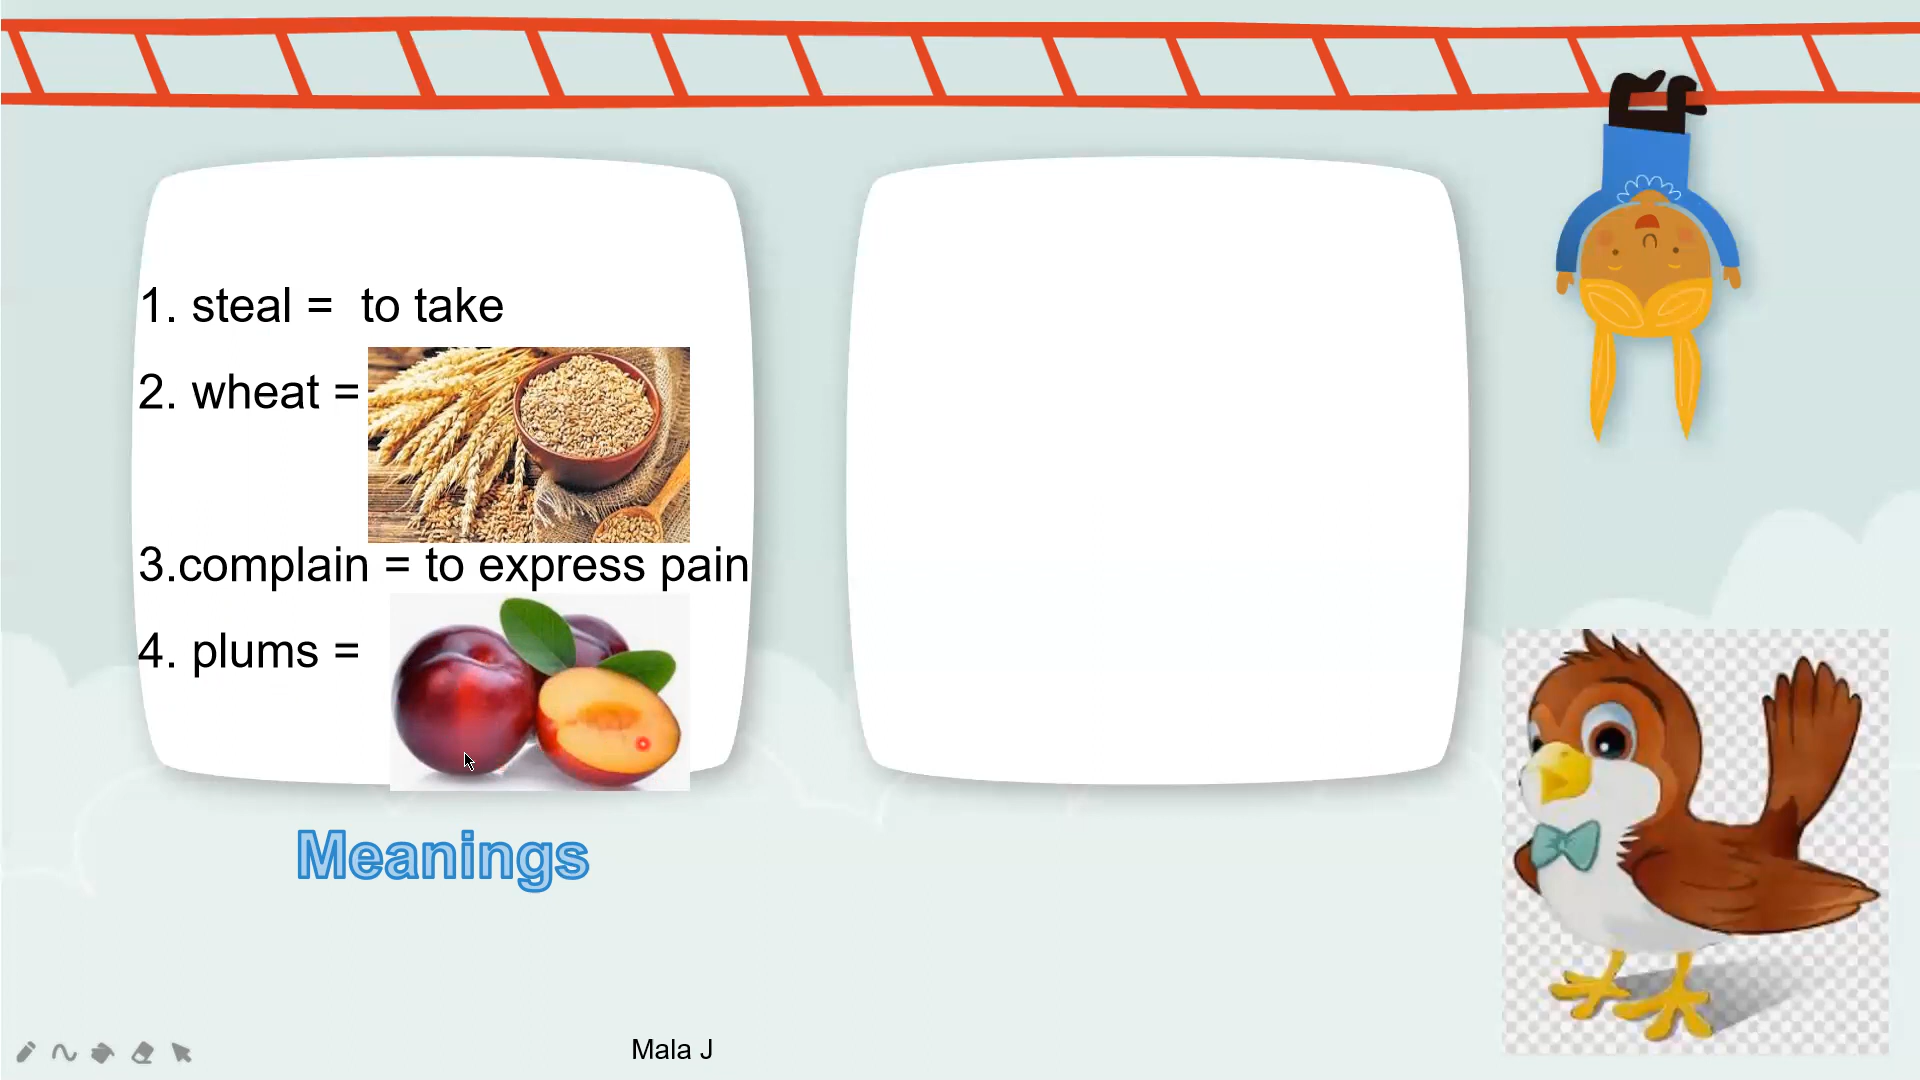 1. steal =  to take
2. wheat =
3.complain = to express pain
4. plums =
Meanings
Mala J